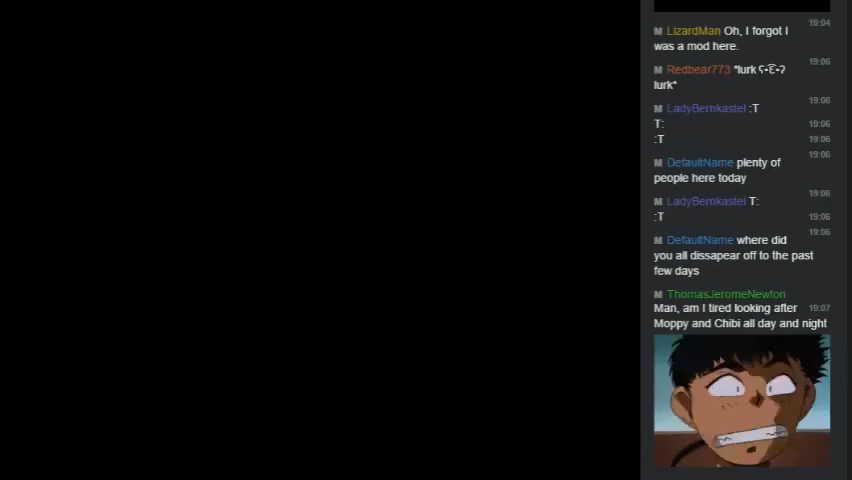 19:04
M LizardMan Oh, I forgot I
was a mod here.
19:06
M Redbear773 *lurk ʕ•ᴥ•ʔ
lurk*
19:06
M LadyBernkastel :T
T: 19:06
:T 19:06
19:06
M DefaultName plenty of
people here today
19:06
M LadyBernkastel T:
:T 19:06
19:06
M DefaultName where did
you all dissapear off to the past
few days
M ThomasJeromeNewton
Man, am I tired looking after 19:07
Moppy and Chibi all day and night